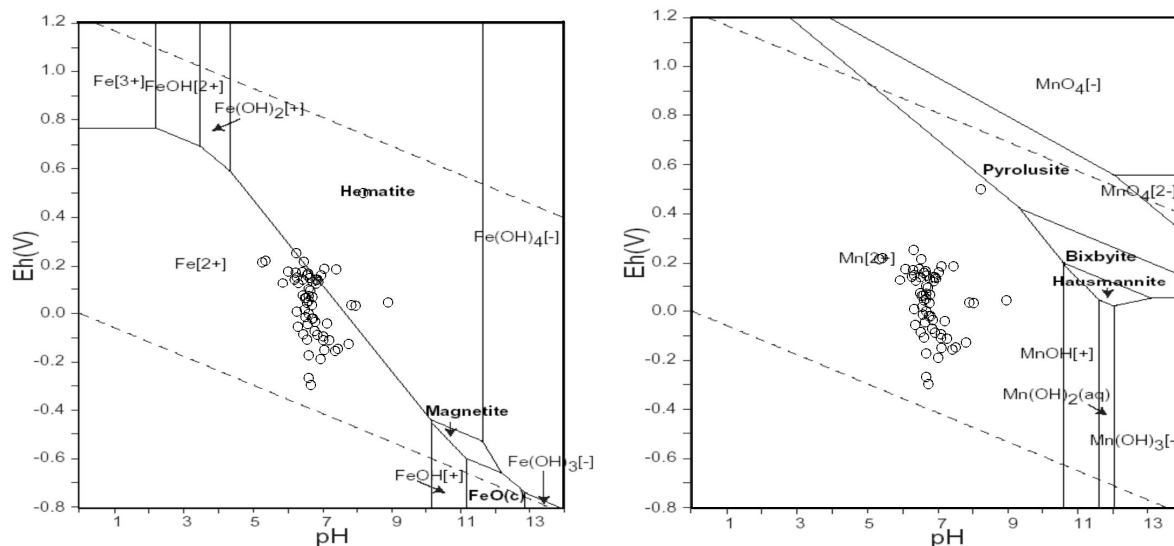 1.2
1.0
0.8
0.6
0.4
0.2
0.0
-0.2
-0.4
-0.6
-0.8
Eh(V)
Fe[3+]
FeOH[2+]
Fe(OH)2[+]
Hematite
Fe(OH)4[-]
Fe[2+]
Magnetite
FeOH[+]
FeO(c)
Fe(OH)3[-]
1 3 5 7 9 11 13
pH
1.2
1.0
0.8
0.6
0.4
0.2
0.0
-0.2
-0.4
-0.6
-0.8
Eh(V)
MnO4[-]
Pyrolusite
MnO4[2-]
Mn[2+]
Bixbyite
Hausmannite
MnOH[+]
Mn(OH)2(aq)
Mn(OH)3[-
1 3 5 7 9 11 13
pH